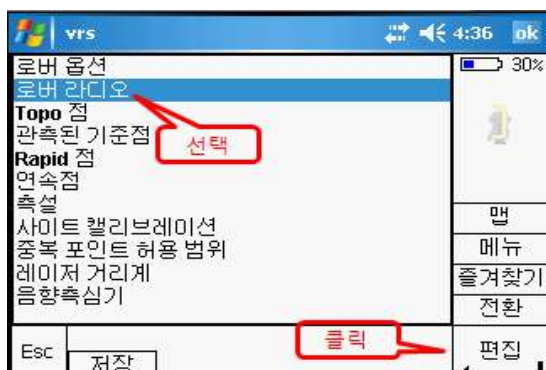 vrs 4:36 ok
로버 옵션 30%
로버 라디오
Topo 점
관측된 기준점
선택
Rapid 점
연속점
측설
사이트 캘리브레이션
맵
중복 포인트 허용 범위
메뉴
레이저 거리계
즐겨찾기
음향측심기
전환
클릭
Esc
저장
편집